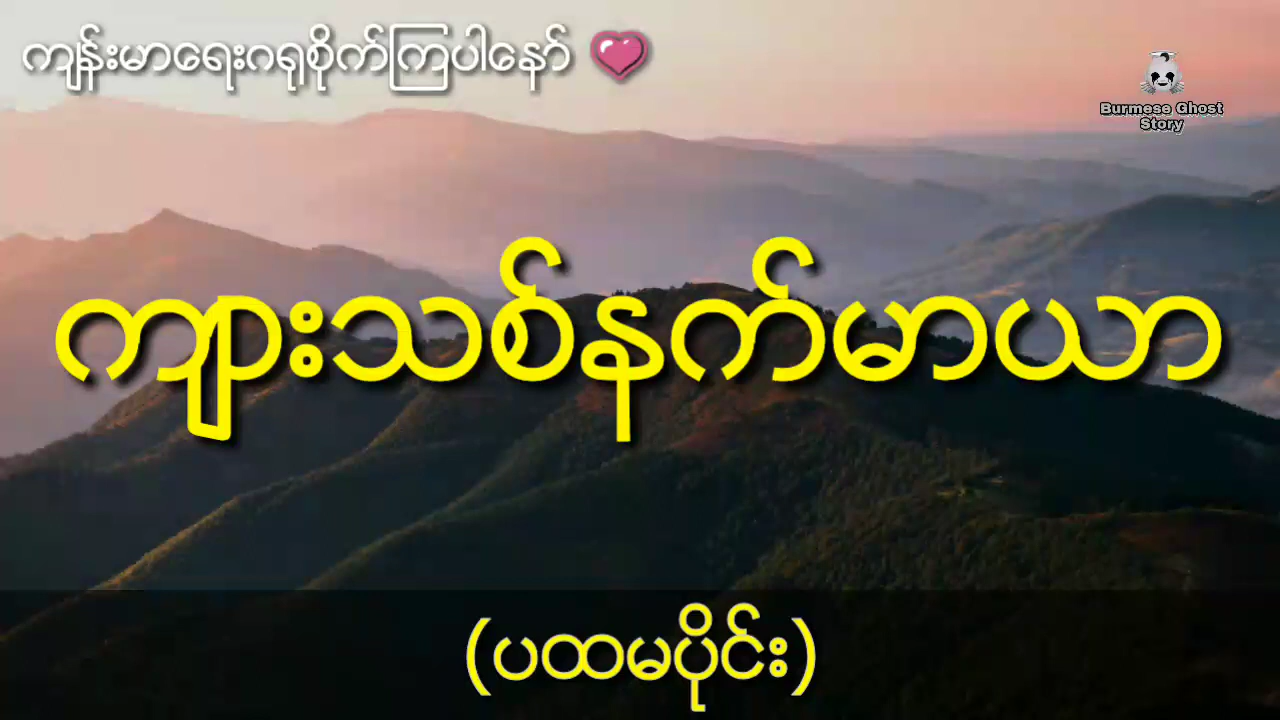 ကျန်းမာရေးဂရုစိုက်ကြပါနော် 💗
Burmese Ghost
Story
ကျားသစ်နက်မာယာ
(ပထမပိုင်း)